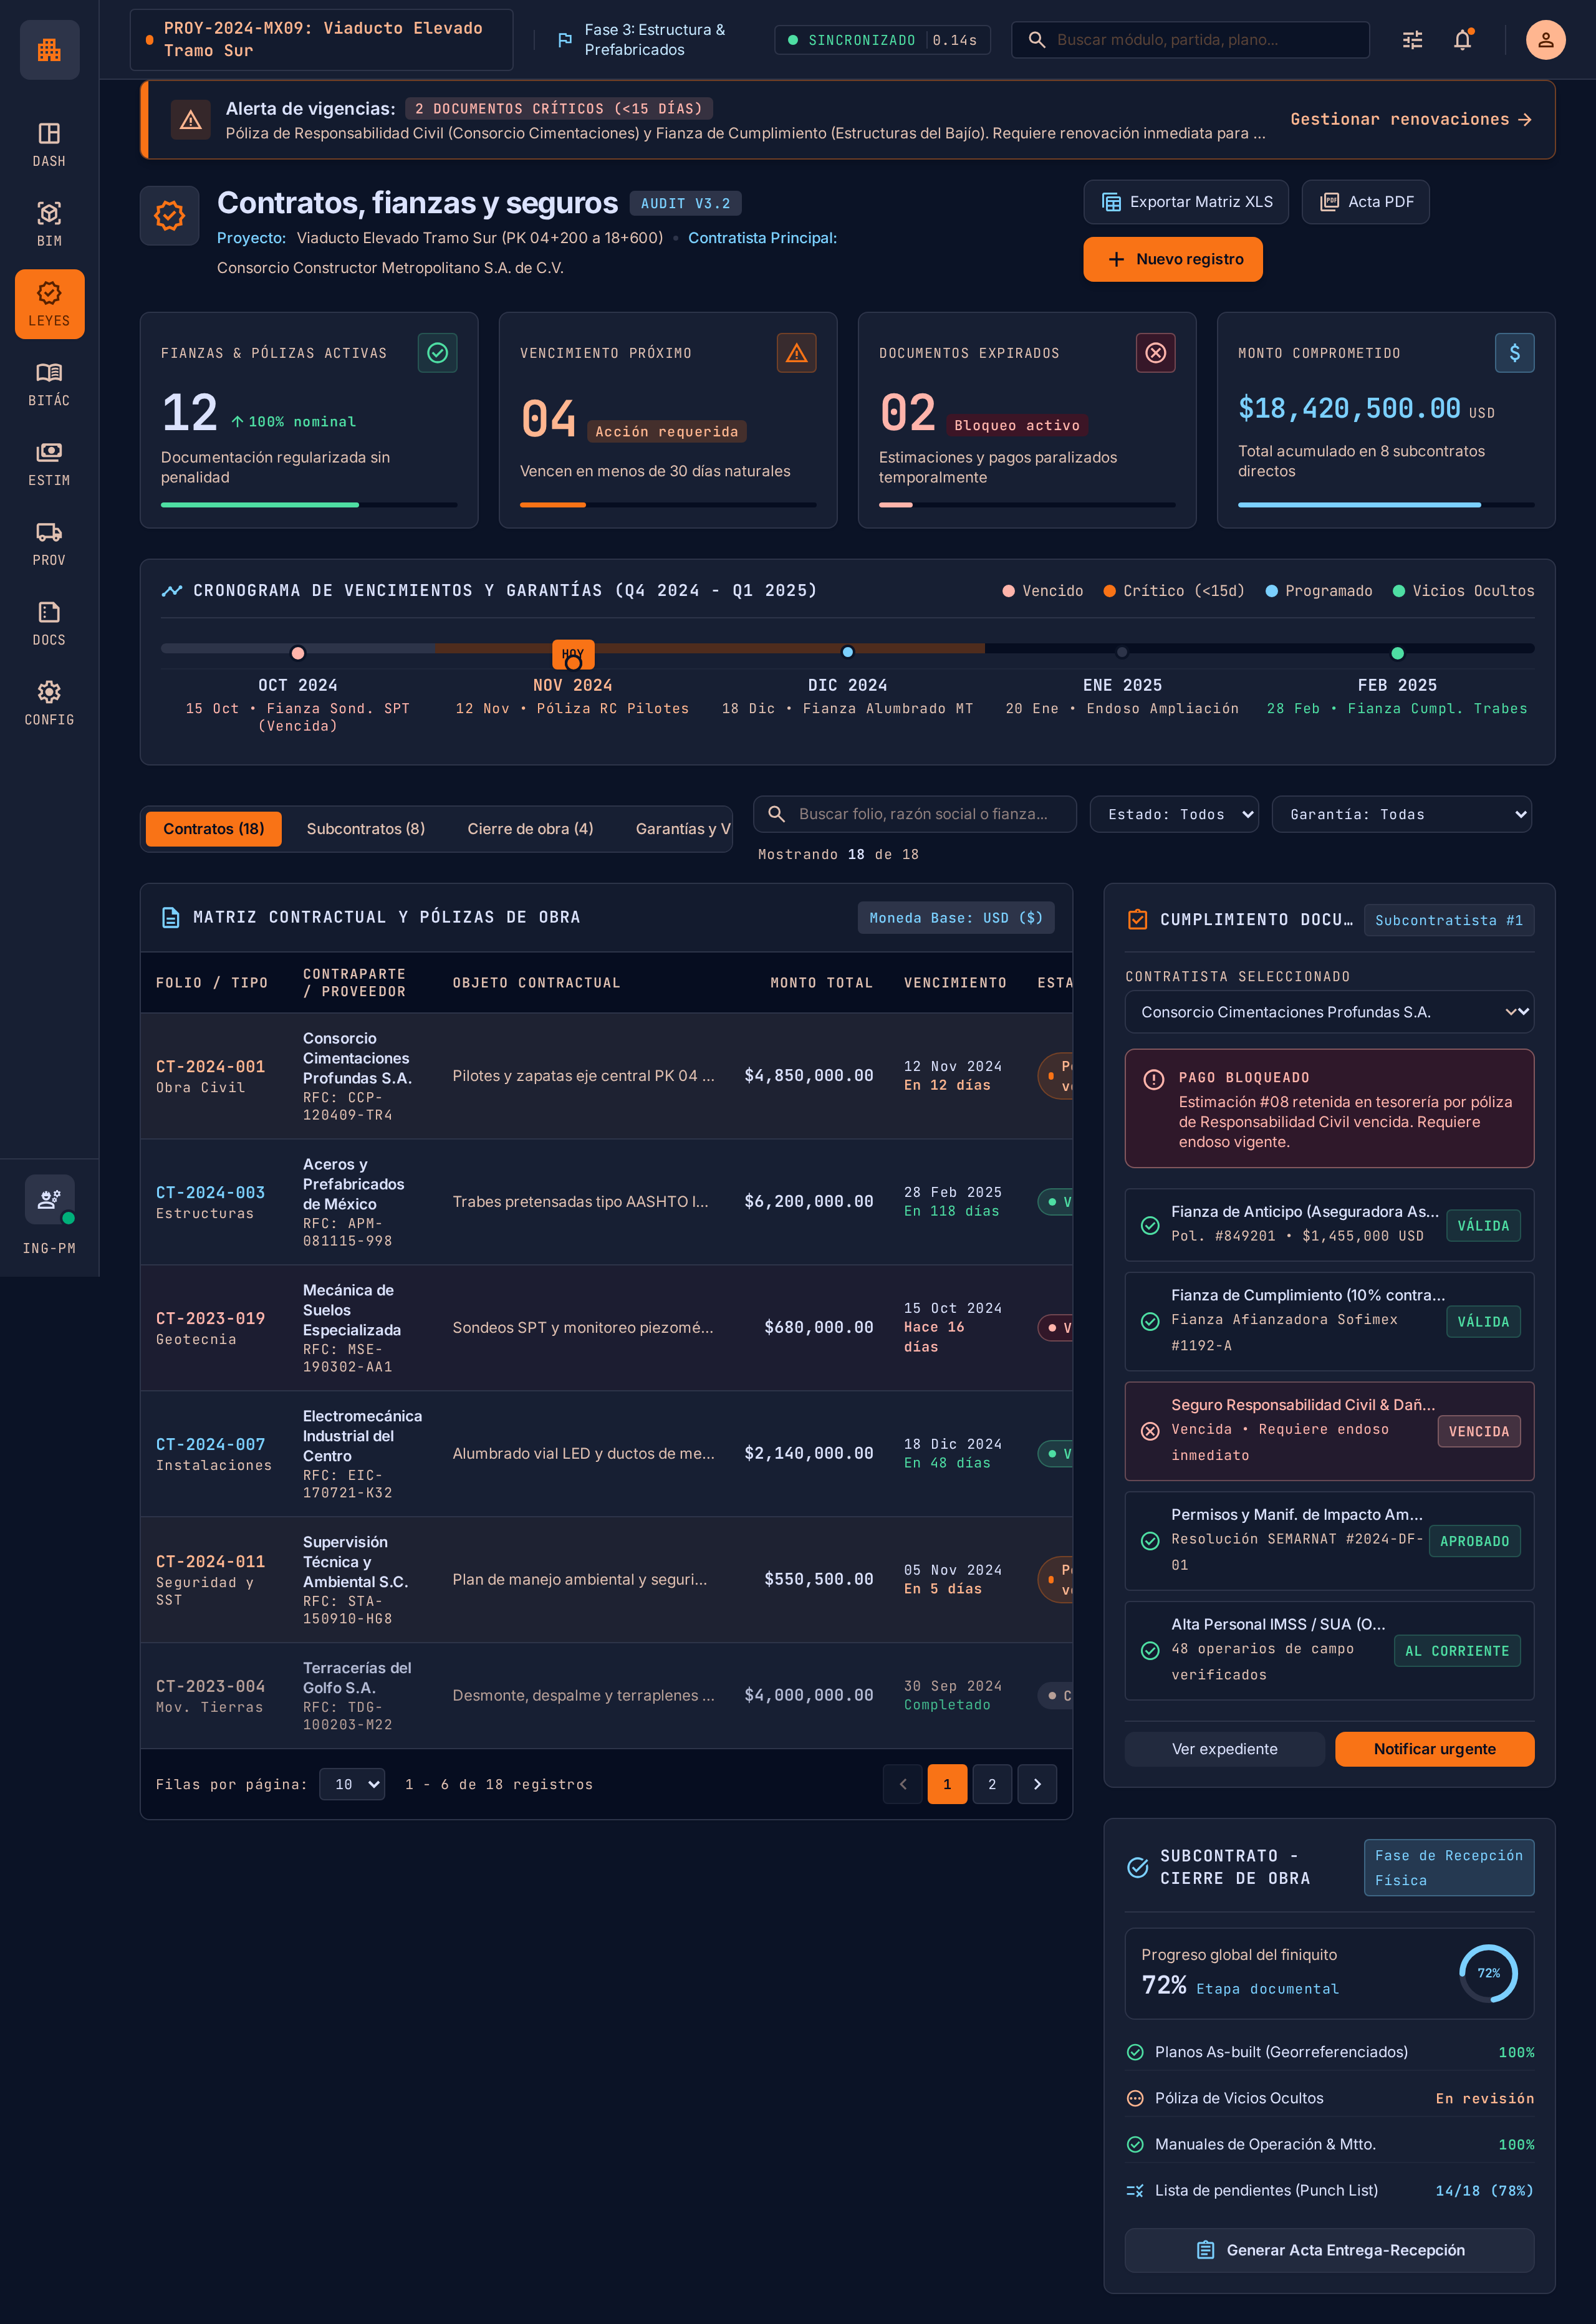 PROY-2024-MX09: Viaducto Elevado
Tramo Sur
Fase 3: Estructura &
Prefabricados
SINCRONIZADO 0.14s
Buscar módulo, partida, plano...
DASH
BIM
LEYES
BITÁC
ESTIM
PROV
DOCS
CONFIG
ING-PM
Alerta de vigencias: 2 DOCUMENTOS CRÍTICOS (<15 DÍAS)
Póliza de Responsabilidad Civil (Consorcio Cimentaciones) y Fianza de Cumplimiento (Estructuras del Bajío). Requiere renovación inmediata para ...
Gestionar renovaciones
Contratos, fianzas y seguros AUDIT V3.2
Proyecto: Viaducto Elevado Tramo Sur (PK 04+200 a 18+600) • Contratista Principal:
Consorcio Constructor Metropolitano S.A. de C.V.
Exportar Matriz XLS
Acta PDF
Nuevo registro
FIANZAS & PÓLIZAS ACTIVAS
12 100% nominal
Documentación regularizada sin
penalidad
VENCIMIENTO PRÓXIMO
04 Acción requerida
Vencen en menos de 30 días naturales
DOCUMENTOS EXPIRADOS
02 Bloqueo activo
Estimaciones y pagos paralizados
temporalmente
MONTO COMPROMETIDO
$
$18,420,500.00 USD
Total acumulado en 8 subcontratos
directos
CRONOGRAMA DE VENCIMIENTOS Y GARANTÍAS (Q4 2024 - Q1 2025)
Vencido
Crítico (<15d)
Programado
Vicios Ocultos
HOY
OCT 2024
15 Oct • Fianza Sond. SPT
(Vencida)
NOV 2024
12 Nov • Póliza RC Pilotes
DIC 2024
18 Dic • Fianza Alumbrado MT
ENE 2025
20 Ene • Endoso Ampliación
FEB 2025
28 Feb • Fianza Cumpl. Trabes
Contratos (18)
Subcontratos (8)
Cierre de obra (4)
Garantías y V
Buscar folio, razón social o fianza...
Estado: Todos
Garantía: Todas
Mostrando 18 de 18
MATRIZ CONTRACTUAL Y PÓLIZAS DE OBRA
Moneda Base: USD ($)
FOLIO / TIPO
CONTRAPARTE
/ PROVEEDOR
OBJETO CONTRACTUAL
MONTO TOTAL
VENCIMIENTO
ESTA
CT-2024-001
Obra Civil
Consorcio
Cimentaciones
Profundas S.A.
RFC: CCP-
120409-TR4
Pilotes y zapatas eje central PK 04 ...
$4,850,000.00
12 Nov 2024
En 12 días
CT-2024-003
Estructuras
Aceros y
Prefabricados
de México
RFC: APM-
081115-998
Trabes pretensadas tipo AASHTO I...
$6,200,000.00
28 Feb 2025
En 118 días
V
CT-2023-019
Geotecnia
Mecánica de
Suelos
Especializada
RFC: MSE-
190302-AA1
Sondeos SPT y monitoreo piezomé...
$680,000.00
15 Oct 2024
Hace 16
días
V
CT-2024-007
Instalaciones
Electromecánica
Industrial del
Centro
RFC: EIC-
170721-K32
Alumbrado vial LED y ductos de me...
$2,140,000.00
18 Dic 2024
En 48 días
V
CT-2024-011
Seguridad y
SST
Supervisión
Técnica y
Ambiental S.C.
RFC: STA-
150910-HG8
Plan de manejo ambiental y seguri...
$550,500.00
05 Nov 2024
En 5 días
CT-2023-004
Mov. Tierras
Terracerías del
Golfo S.A.
RFC: TDG-
100203-M22
Desmonte, despalme y terraplenes ...
$4,000,000.00
30 Sep 2024
Completado
C
Filas por página: 10
1 - 6 de 18 registros
1
2
CUMPLIMIENTO DOCU...
Subcontratista #1
CONTRATISTA SELECCIONADO
Consorcio Cimentaciones Profundas S.A.
PAGO BLOQUEADO
Estimación #08 retenida en tesorería por póliza
de Responsabilidad Civil vencida. Requiere
endoso vigente.
Fianza de Anticipo (Aseguradora As...
Pol. #849201 • $1,455,000 USD
VÁLIDA
Fianza de Cumplimiento (10% contra...
Fianza Afianzadora Sofimex
#1192-A
VÁLIDA
Seguro Responsabilidad Civil & Dañ...
Vencida • Requiere endoso
inmediato
VENCIDA
Permisos y Manif. de Impacto Am...
Resolución SEMARNAT #2024-DF-
01
APROBADO
Alta Personal IMSS / SUA (O...
48 operarios de campo
verificados
AL CORRIENTE
Ver expediente
Notificar urgente
SUBCONTRATO -
CIERRE DE OBRA
Fase de Recepción
Física
Progreso global del finiquito
72% Etapa documental
72%
Planos As-built (Georreferenciados)
100%
Póliza de Vicios Ocultos
En revisión
Manuales de Operación & Mtto.
100%
Lista de pendientes (Punch List)
14/18 (78%)
Generar Acta Entrega-Recepción